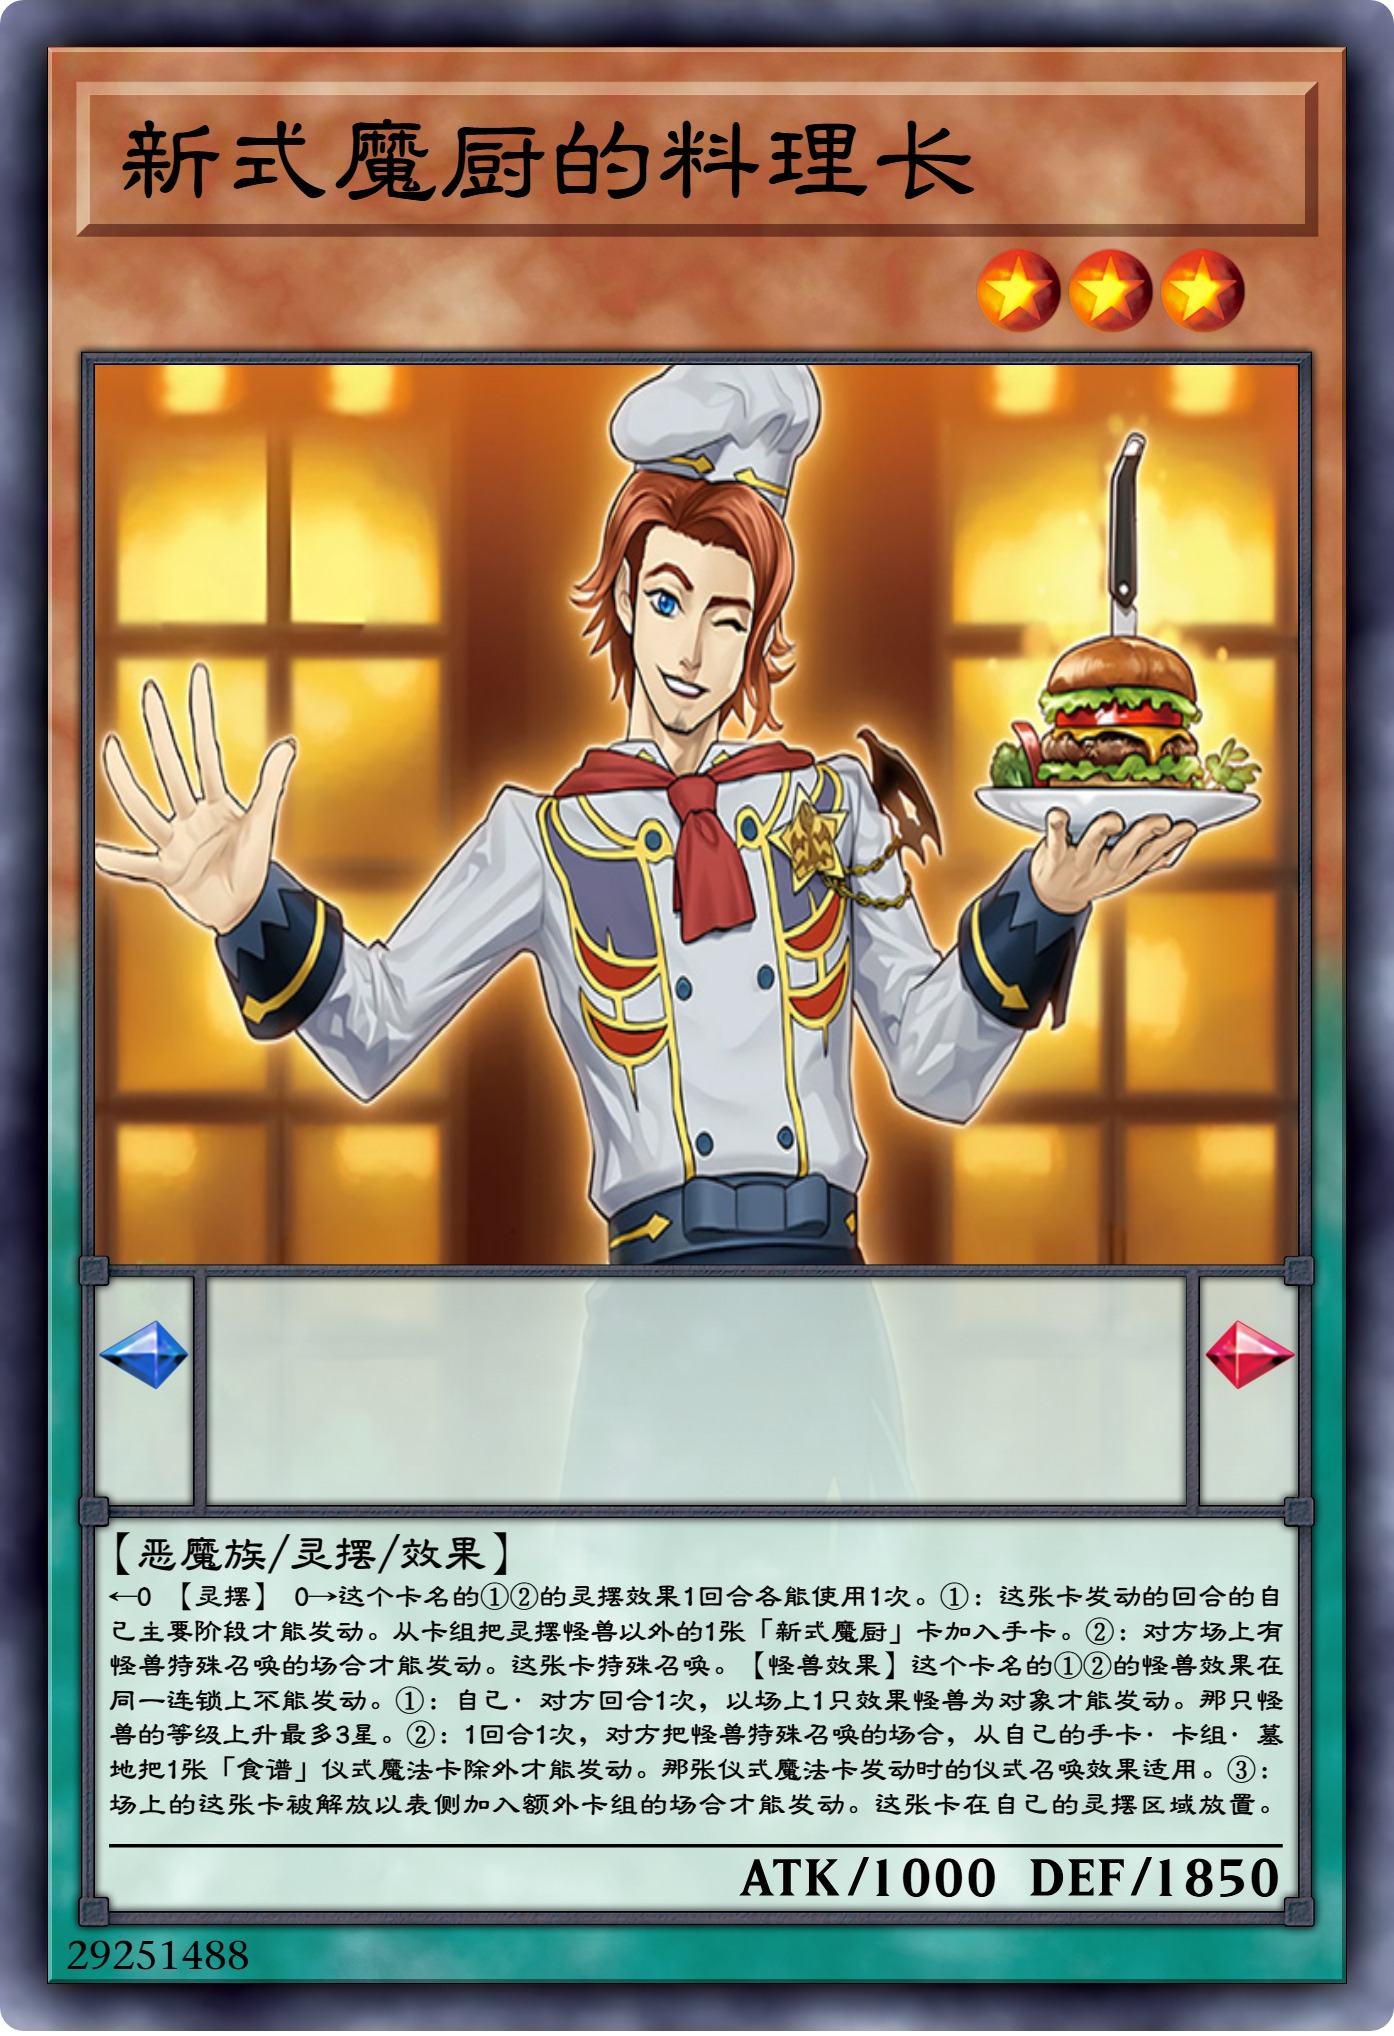 新式魔厨的料理长
【恶魔族/灵摆/效果】
←0 【灵摆】 0→这个卡名的①②的灵摆效果1回合各能使用1次。①：这张卡发动的回合的自
己主要阶段才能发动。从卡组把灵摆怪兽以外的1张「新式魔厨」卡加入手卡。②：对方场上有
怪兽特殊召唤的场合才能发动。这张卡特殊召唤。【怪兽效果】这个卡名的①②的怪兽效果在
同一连锁上不能发动。①：自己·对方回合1次，以场上1只效果怪兽为对象才能发动。那只怪
兽的等级上升最多3星。②：1回合1次，对方把怪兽特殊召唤的场合，从自己的手卡·卡组·墓
地把1张「食谱」仪式魔法卡除外才能发动。那张仪式魔法卡发动时的仪式召唤效果适用。③：
场上的这张卡被解放以表侧加入额外卡组的场合才能发动。这张卡在自己的灵摆区域放置。
ATK/1000 DEF/1850
29251488